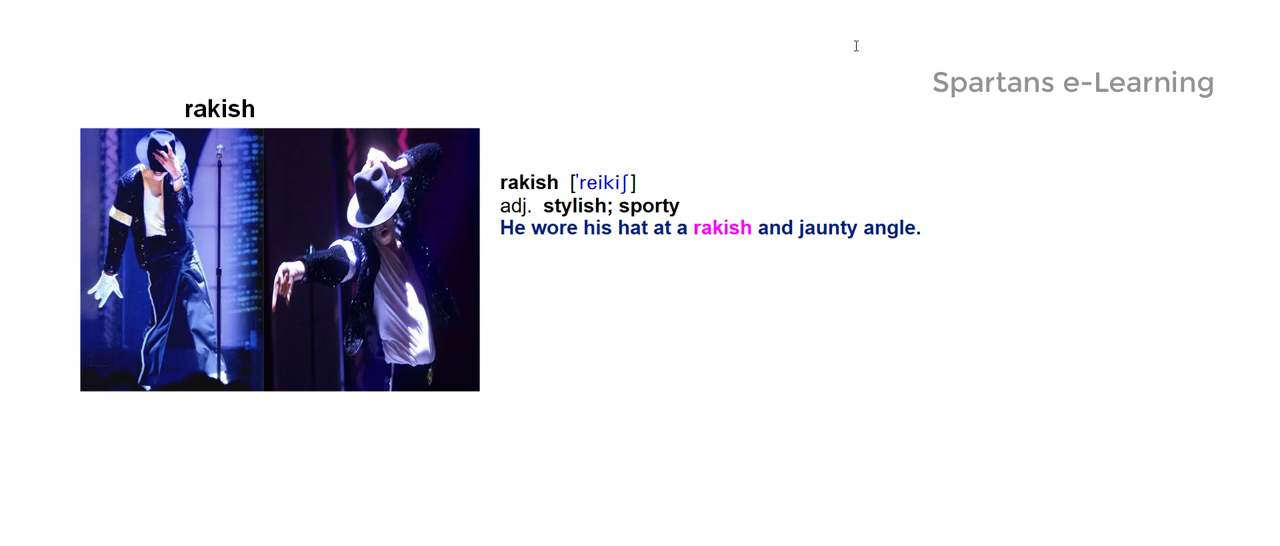 Spartans e-Learning
rakish
rakish ['reikiʃ]
adj. stylish; sporty
He wore his hat at a rakish and jaunty angle.